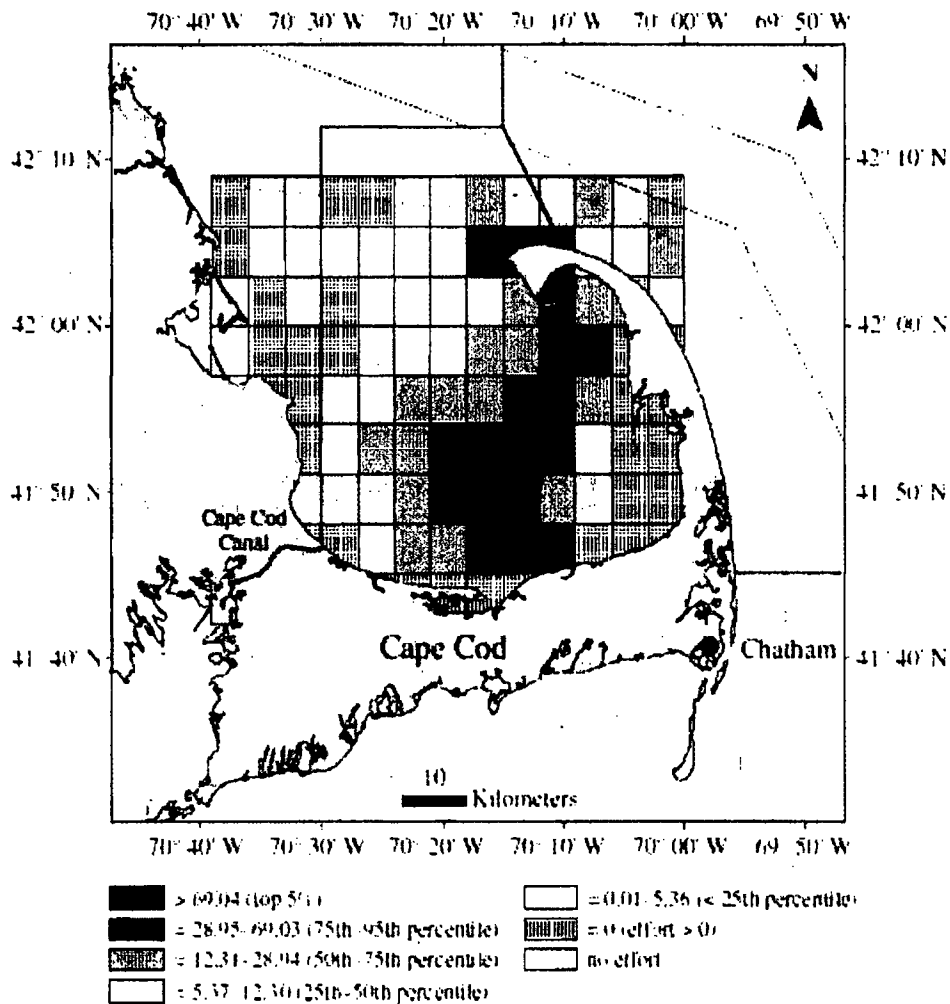 70° 40' W 70° 30' W 70° 20' W 70° 10' W 70° 00' W 69° 50' W
N
42° 10' N 42° 10' N
42° 00' N 42° 00' N
41° 50' N 41° 50' N
Cape Cod
Canal
Cape Cod
Chatham
41° 40' N 41° 40' N
10
Kilometers
70° 40' W 70° 30' W 70° 20' W 70° 10' W 70° 00' W 69° 50' W
> 69.04 (top 5%)
= 28.95-69.03 (75th-95th percentile)
= 12.31-28.94 (50th-75th percentile)
= 5.37-12.30 (25th-50th percentile)
= 0.01-5.36 (< 25th percentile)
= 0 (effort > 0)
no effort